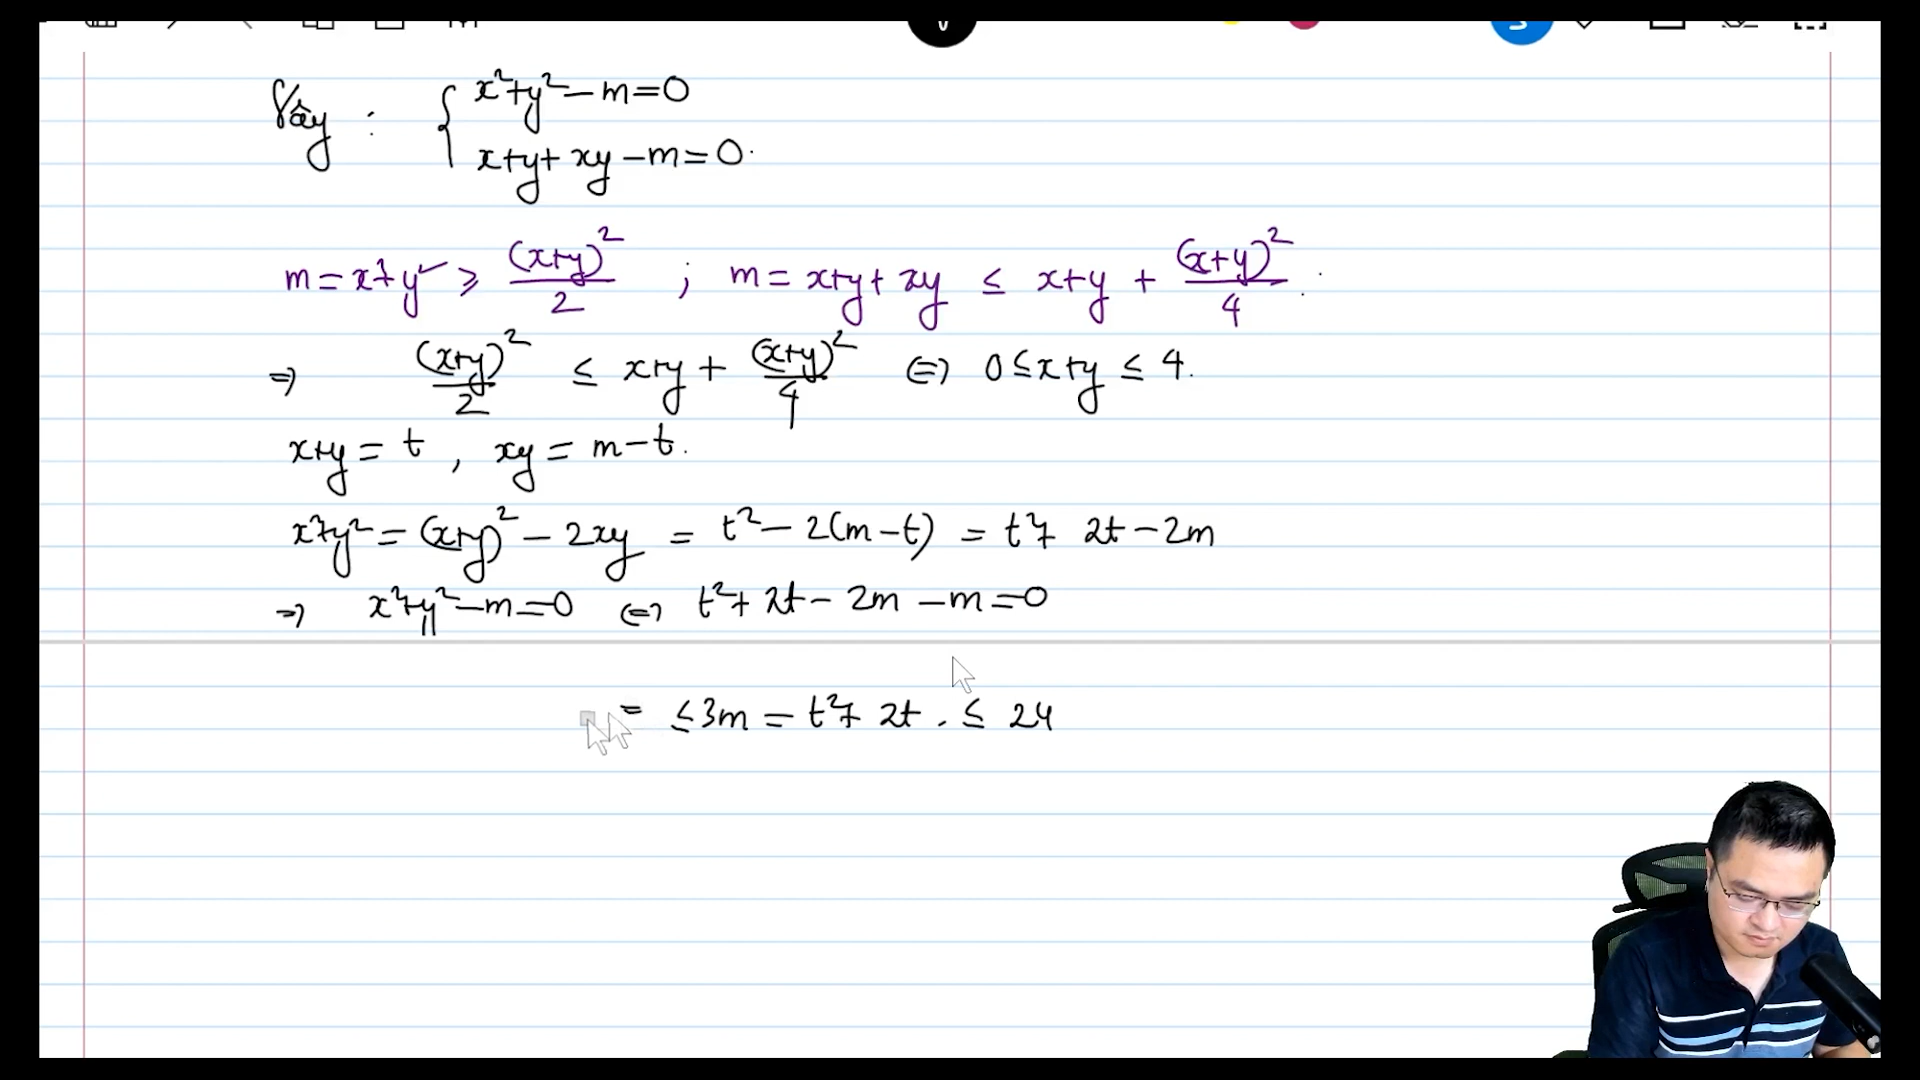 Vậy : { x²+y²-m=0
x+y+xy-m=0.
m=x²+y² ≥ (x+y)²/2 ; m=x+y+xy ≤ x+y+(x+y)²/4.
⇒ (x+y)²/2 ≤ x+y+(x+y)²/4 ⇔ 0≤x+y≤4.
x+y=t, xy=m-t.
x²+y²=(x+y)²-2xy = t²-2(m-t) = t²+2t-2m
⇒ x²+y²-m=0 ⇔ t²+2t-2m-m=0
= ≤3m=t²+2t. ≤ 24